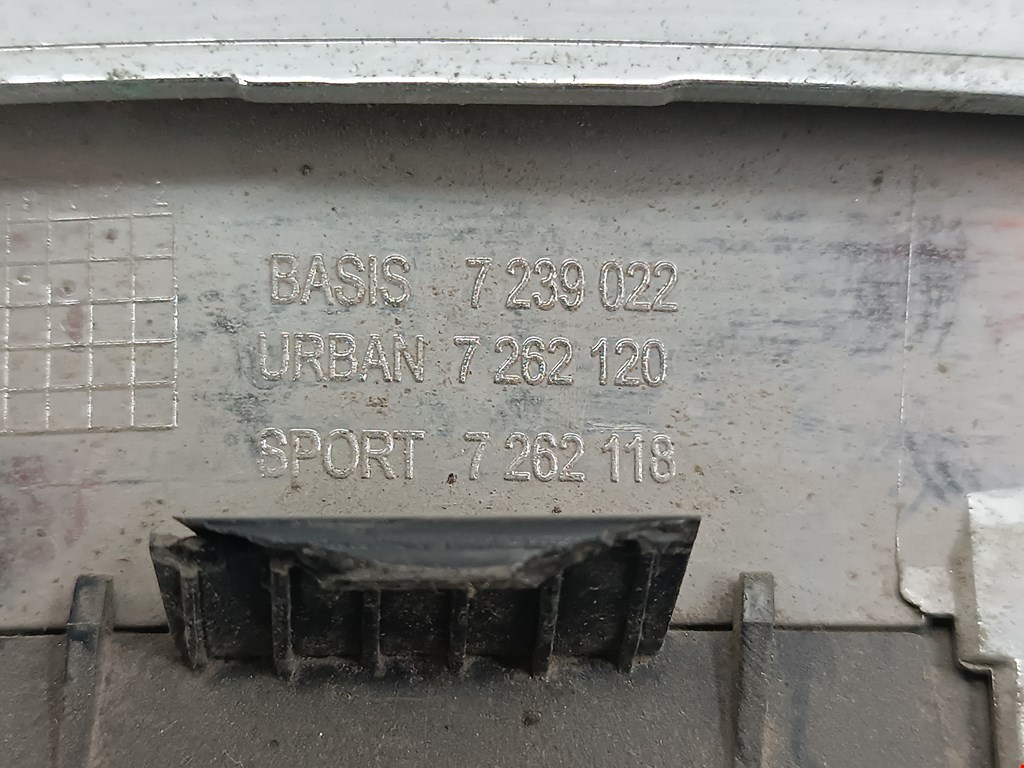 BASIS 7 239 022
URBAN 7 262 120
SPORT 7 262 118